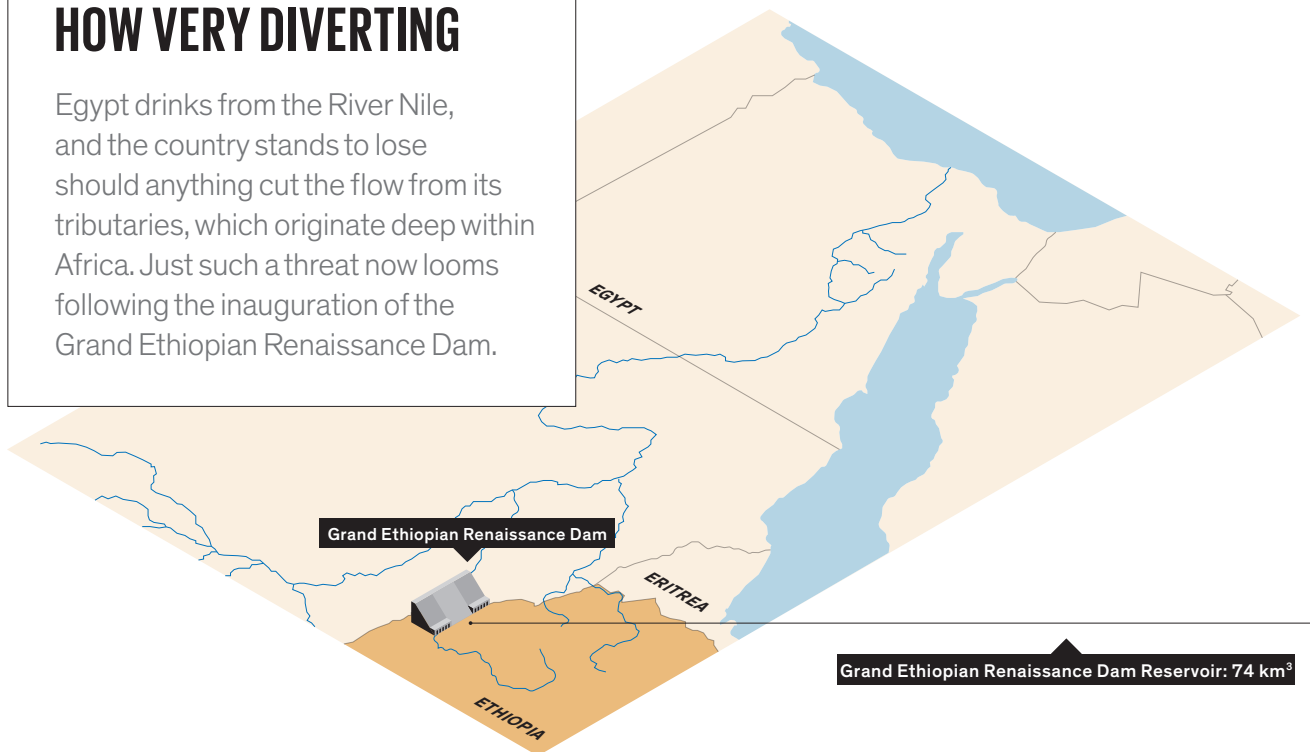 HOW VERY DIVERTING
Egypt drinks from the River Nile,
and the country stands to lose
should anything cut the flow from its
tributaries, which originate deep within
Africa. Just such a threat now looms
following the inauguration of the
Grand Ethiopian Renaissance Dam.
EGYPT
Grand Ethiopian Renaissance Dam
ERITREA
Grand Ethiopian Renaissance Dam Reservoir: 74 km³
ETHIOPIA